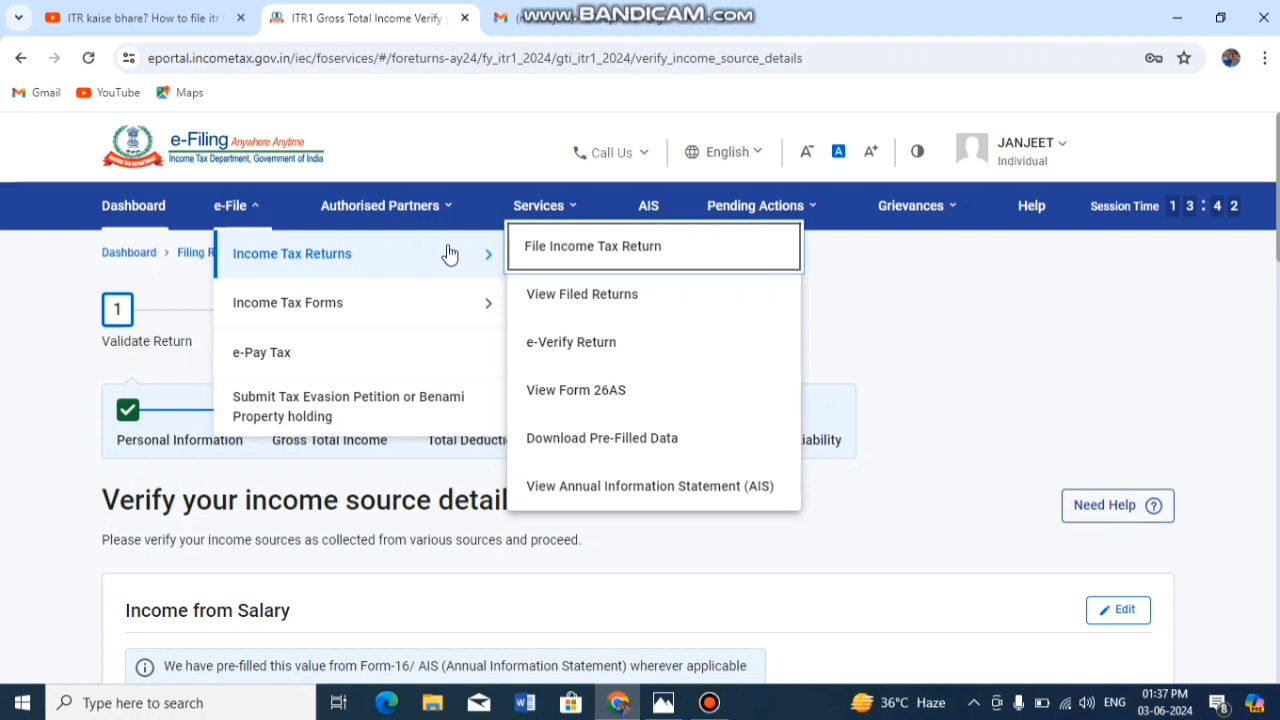 ITR kaise bhare? How to file itr
ITR1 Gross Total Income Verify
www.BANDICAM.com
eportal.incometax.gov.in/iec/foservices/#/foreturns-ay24/fy_itr1_2024/gti_itr1_2024/verify_income_source_details
Gmail YouTube Maps
e-Filing Anywhere Anytime
Income Tax Department, Government of India
Call Us
English
A- A A+
JANJEET
Individual
Dashboard e-File Authorised Partners Services AIS Pending Actions Grievances Help Session Time 1 3 : 4 2
Dashboard > Filing R
Income Tax Returns
Income Tax Forms
e-Pay Tax
Submit Tax Evasion Petition or Benami
Property holding
File Income Tax Return
View Filed Returns
e-Verify Return
View Form 26AS
Download Pre-Filled Data
View Annual Information Statement (AIS)
1
Validate Return
Personal Information Gross Total Income Total Deducti iability
Verify your income source detail
Need Help ?
Please verify your income sources as collected from various sources and proceed.
Income from Salary
Edit
We have pre-filled this value from Form-16/ AIS (Annual Information Statement) wherever applicable
Type here to search
36°C Haze
ENG
01:37 PM
03-06-2024
8